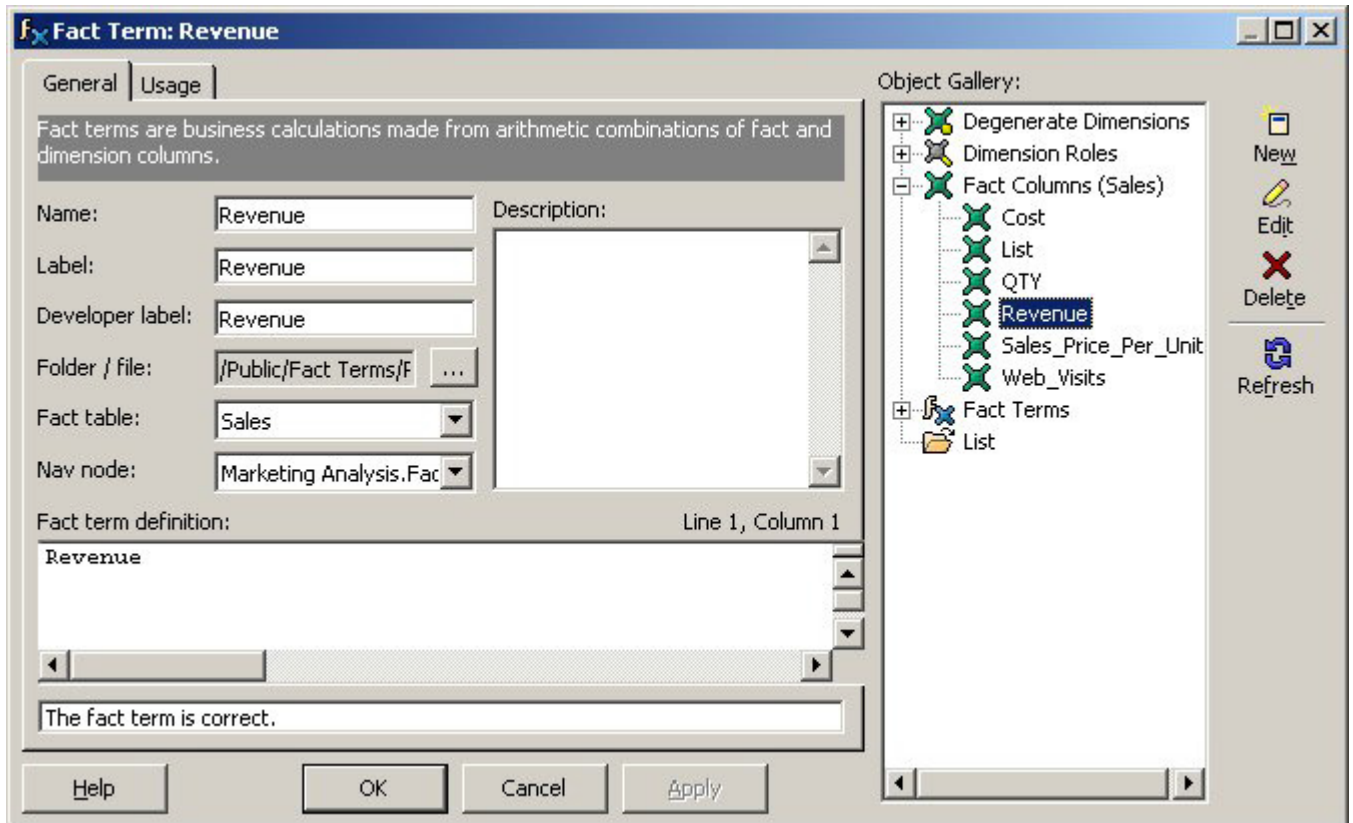 Fact Term: Revenue
General
Usage
Fact terms are business calculations made from arithmetic combinations of fact and
dimension columns.
Name:
Revenue
Description:
Label:
Revenue
Developer label:
Revenue
Folder / file:
/Public/Fact Terms/F
...
Fact table:
Sales
Nav node:
Marketing Analysis.Fac
Fact term definition:
Line 1, Column 1
Revenue
The fact term is correct.
Help
OK
Cancel
Apply
Object Gallery:
Degenerate Dimensions
Dimension Roles
Fact Columns (Sales)
Cost
List
QTY
Revenue
Sales_Price_Per_Unit
Web_Visits
Fact Terms
List
New
Edit
Delete
Refresh